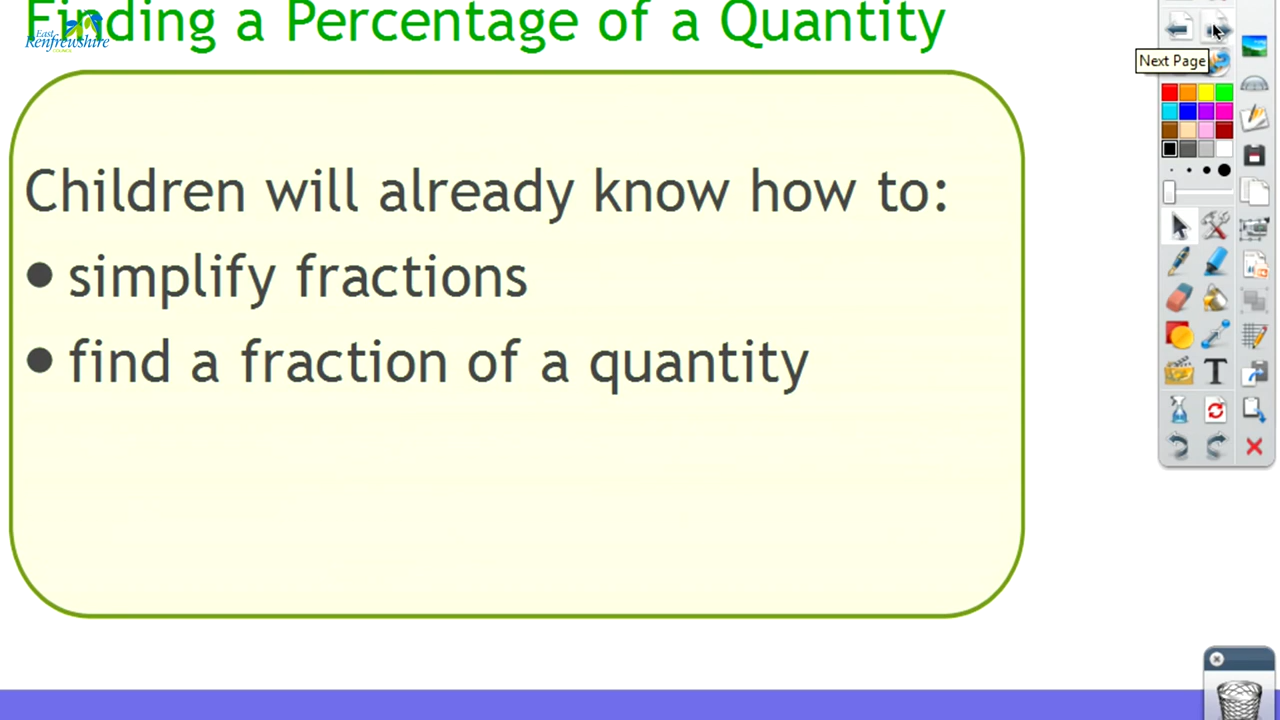 Finding a Percentage of a Quantity
East
Renfrewshire
Next Page
Children will already know how to:
• simplify fractions
• find a fraction of a quantity
T